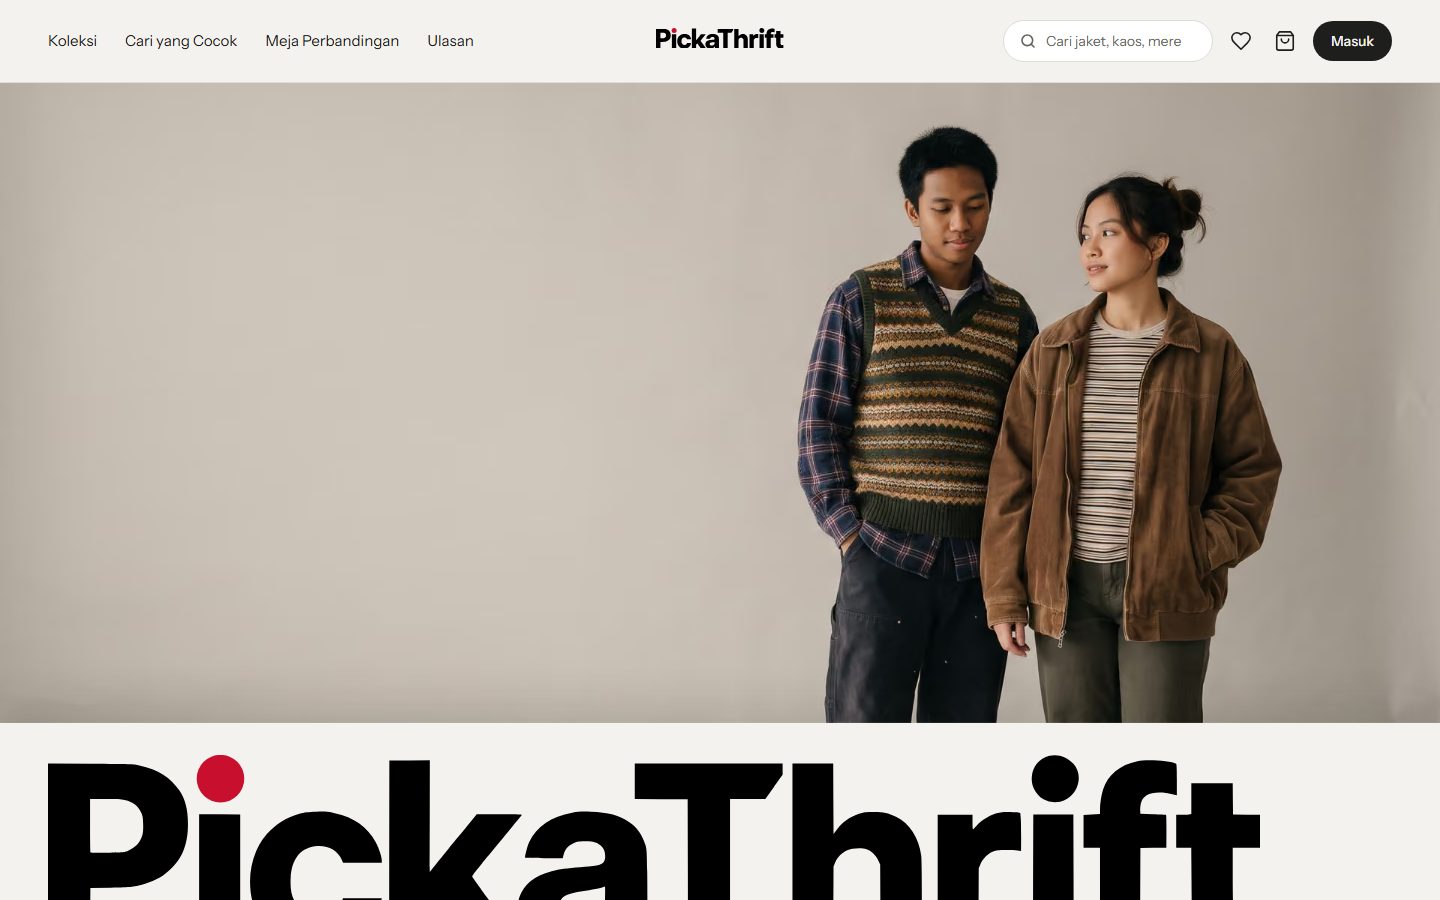 Koleksi
Cari yang Cocok
Meja Perbandingan
Ulasan
PickaThrift
Cari jaket, kaos, mere
Masuk
PickaThrift